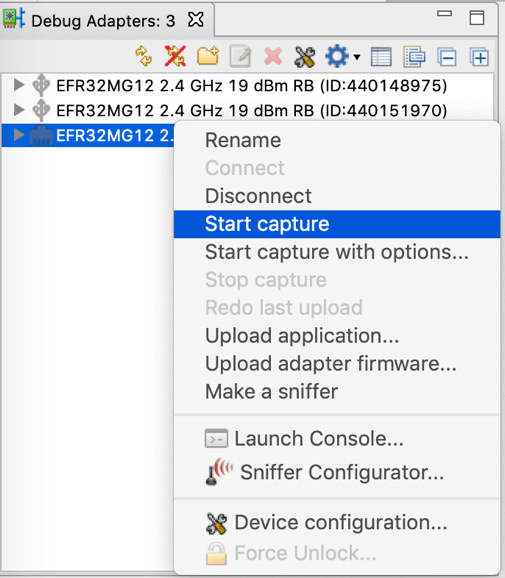 Debug Adapters: 3
EFR32MG12 2.4 GHz 19 dBm RB (ID:440148975)
EFR32MG12 2.4 GHz 19 dBm RB (ID:440151970)
EFR32MG12 2.
Rename
Connect
Disconnect
Start capture
Start capture with options...
Stop capture
Redo last upload
Upload application...
Upload adapter firmware...
Make a sniffer
Launch Console...
Sniffer Configurator...
Device configuration...
Force Unlock...